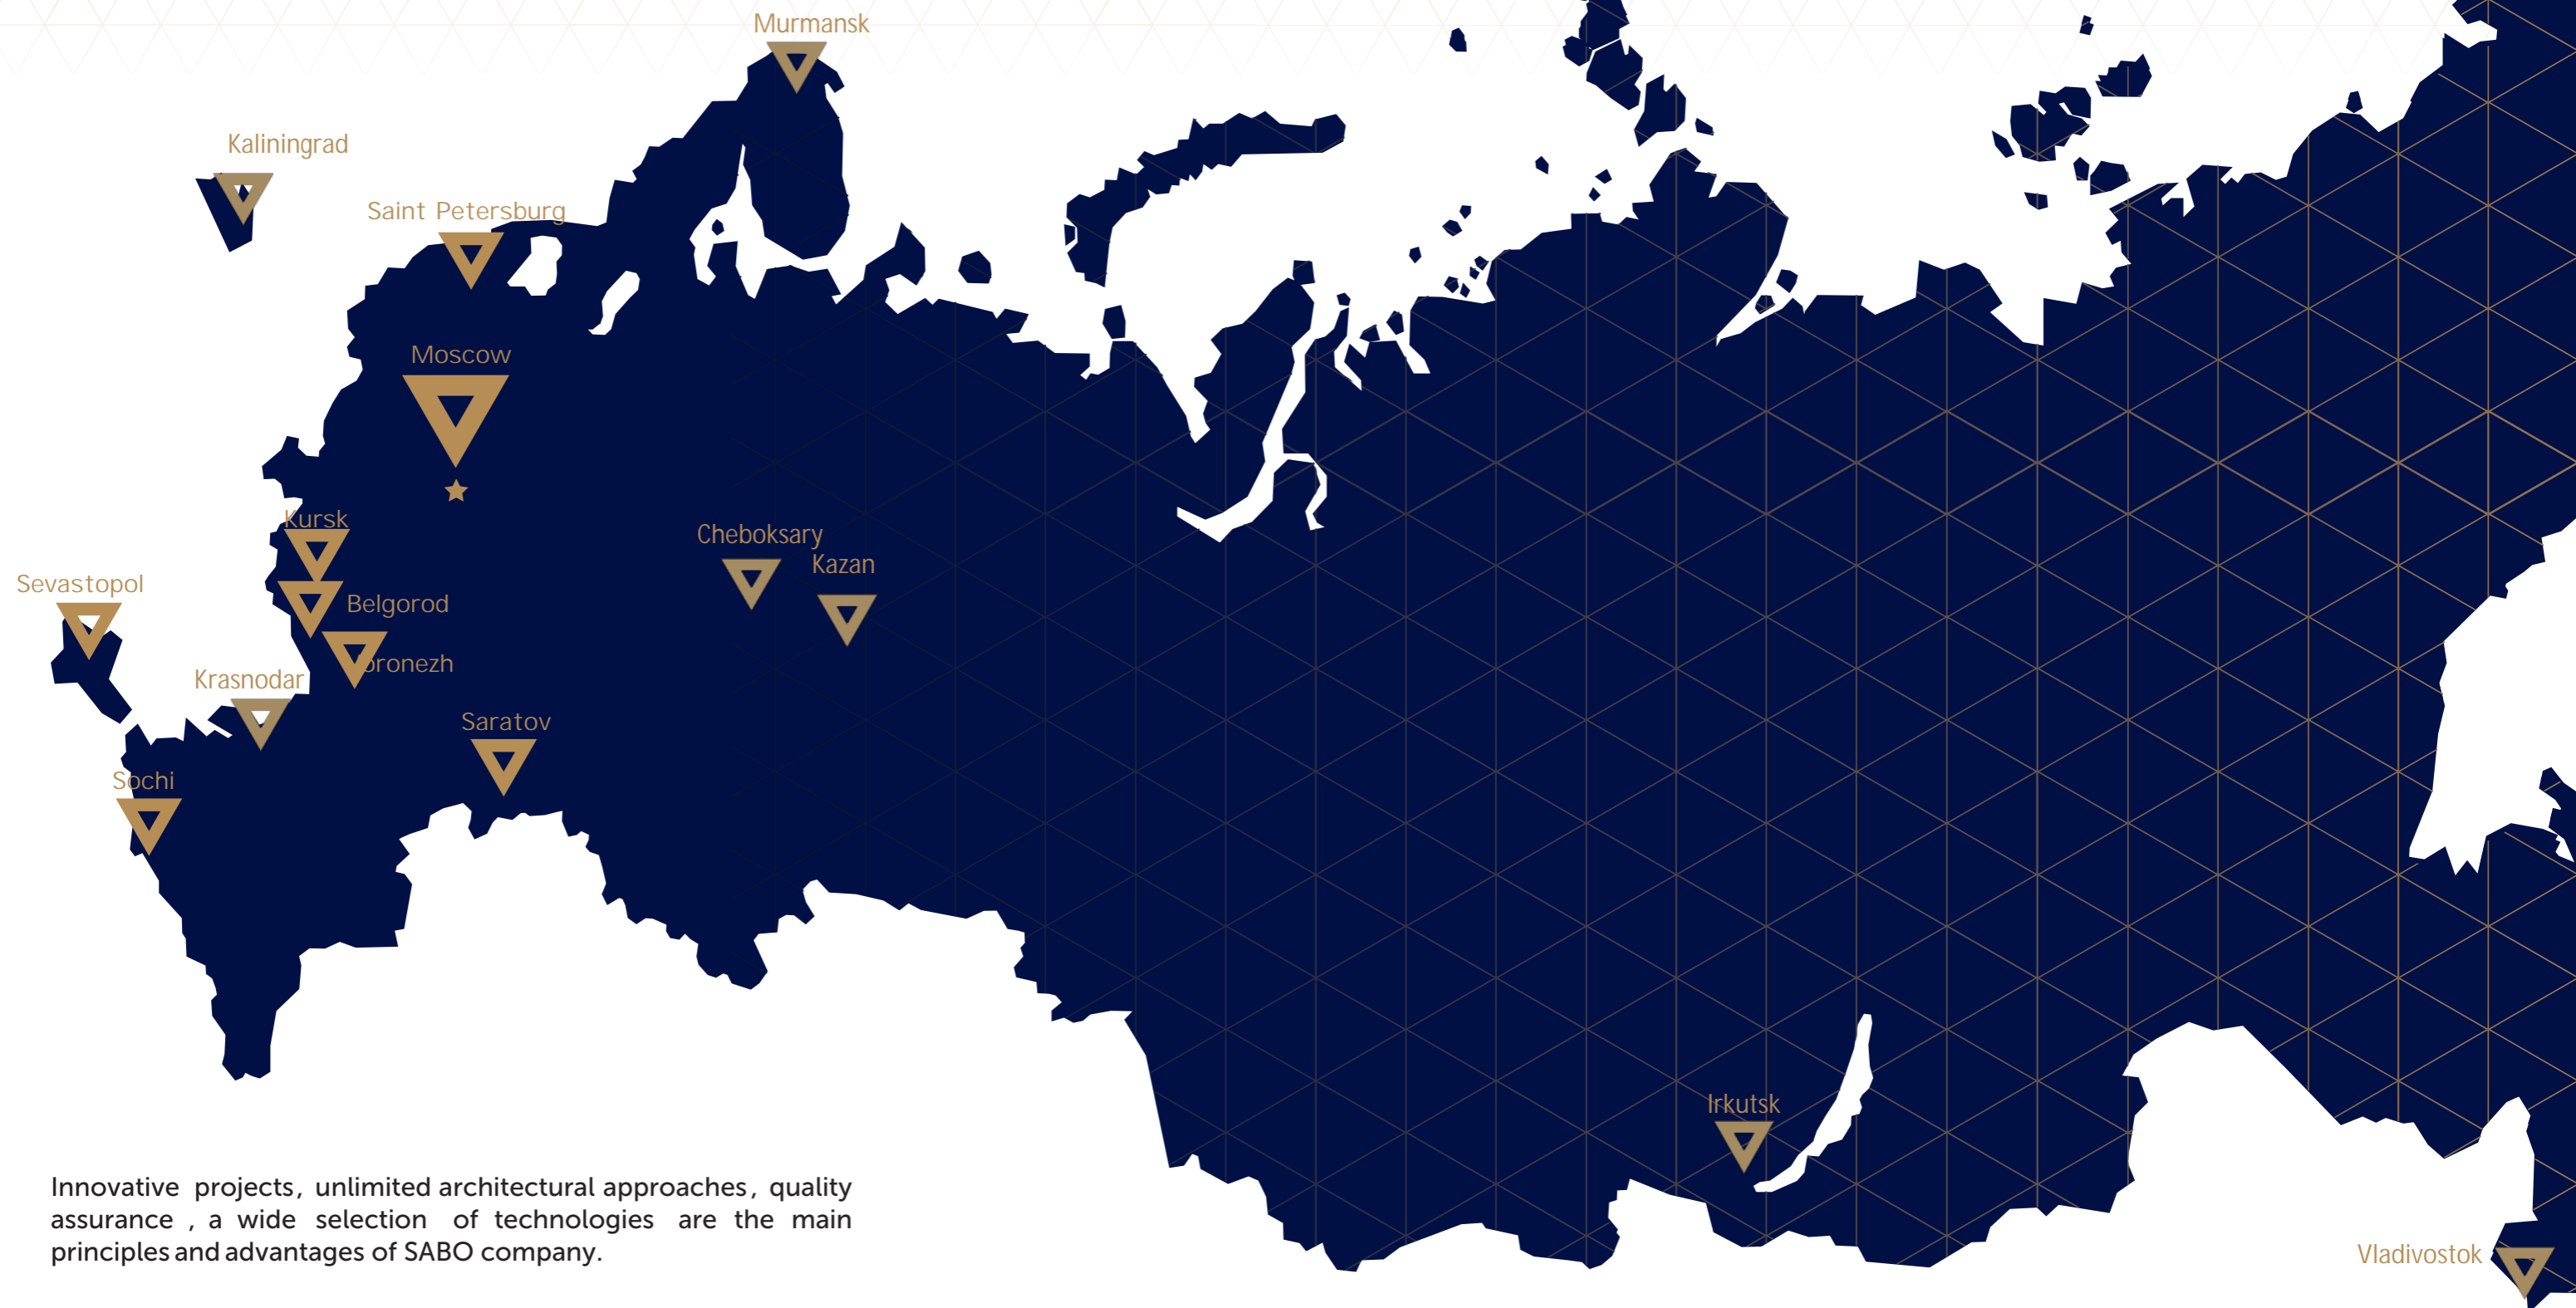 Murmansk
Kaliningrad
Saint Petersburg
Moscow
Kursk
Cheboksary
Kazan
Sevastopol
Belgorod
oronezh
Krasnodar
Saratov
Sochi
Irkutsk
Innovative projects, unlimited architectural approaches, quality
assurance , a wide selection of technologies are the main
principles and advantages of SABO company.
Vladivostok